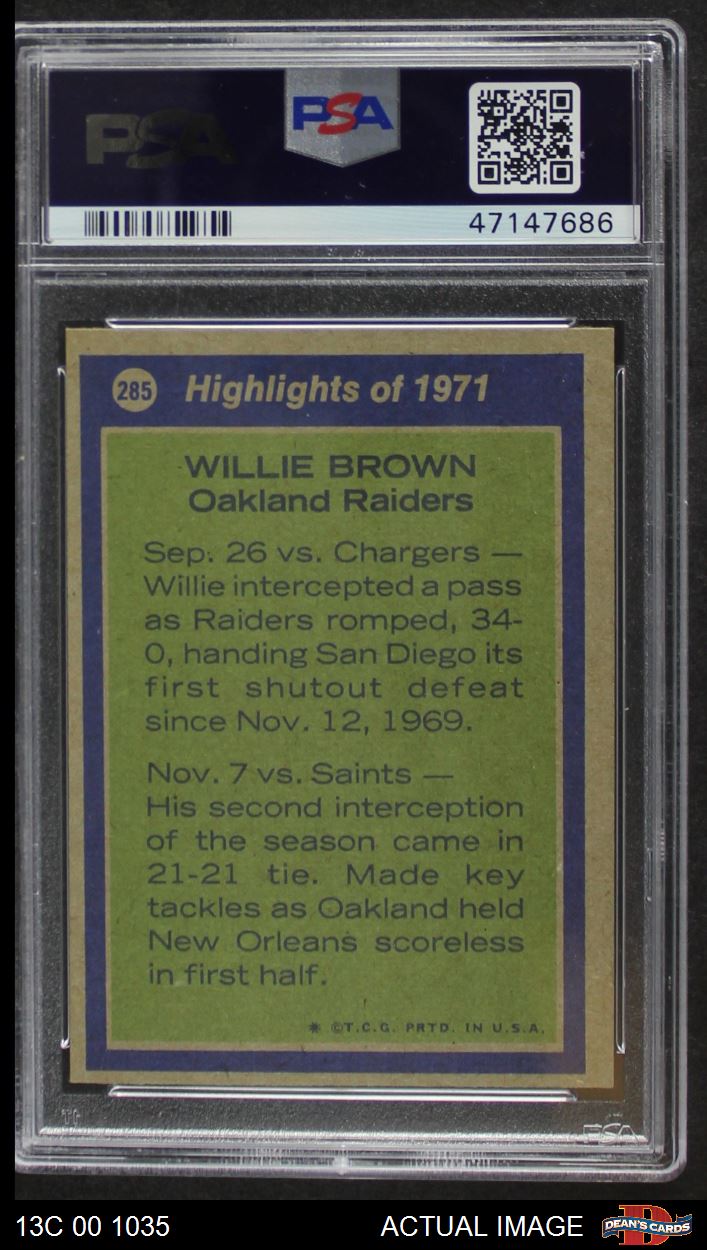 PSA
PSA
47147686
285 Highlights of 1971
WILLIE BROWN
Oakland Raiders
Sep. 26 vs. Chargers —
Willie intercepted a pass
as Raiders romped, 34-
0, handing San Diego its
first shutout defeat
since Nov. 12, 1969.
Nov. 7 vs. Saints —
His second interception
of the season came in
21-21 tie. Made key
tackles as Oakland held
New Orleans scoreless
in first half.
* ©T.C.G. PRTD. IN U.S.A.
PSA
13C 00 1035
ACTUAL IMAGE
DEAN'S CARDS